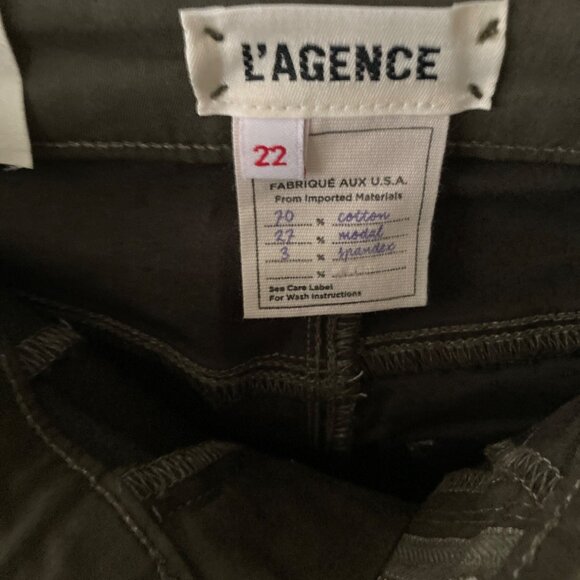 L'AGENCE
22
FABRIQUÉ AUX U.S.A.
From Imported Materials
70 % cotton
27 % modal
3 % spandex
%
See Care Label
For Wash Instructions